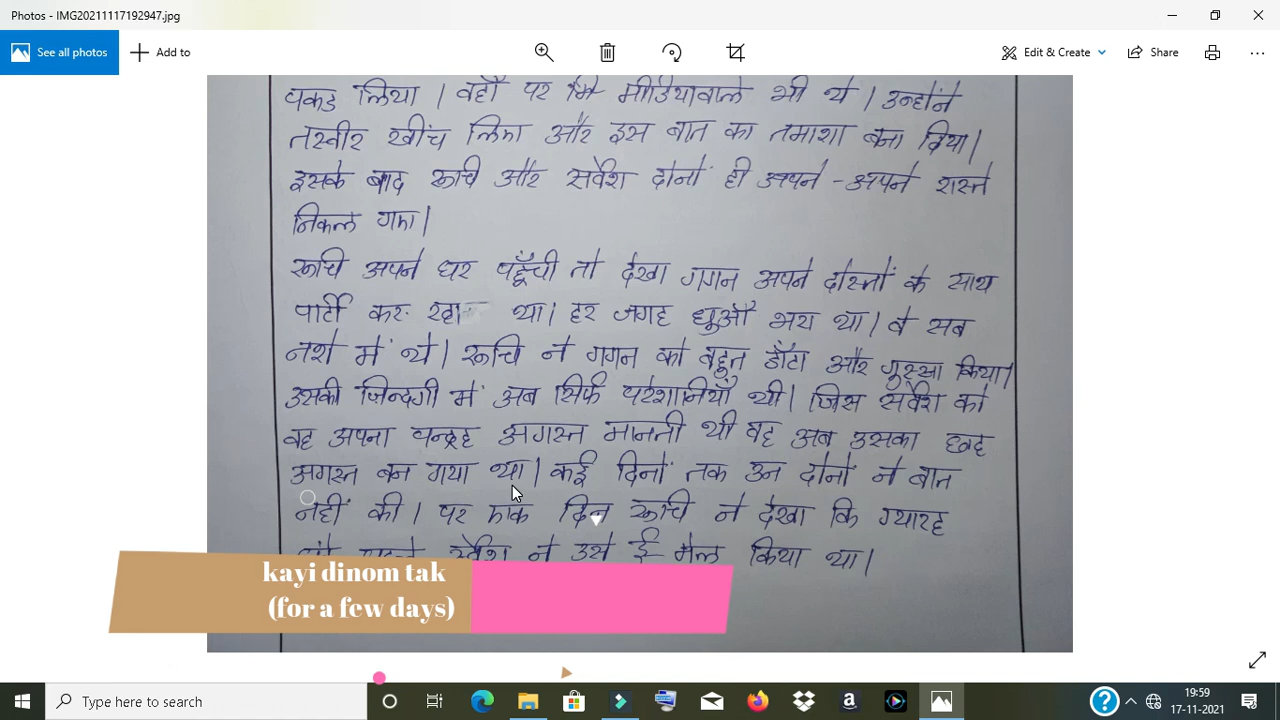 Photos - IMG20211117192947.jpg
See all photos
Add to
Edit & Create
Share
पकड लिया । वहाँ पर मि मीडियावाले भी थे । उन्होंने
तस्वीर खींच लिए और इस बात का तमाशा बना दिया।
इसके बाद रूचि और सर्वेश दोनों ही अपने -अपने रास्ते
निकल गए।
रूचि अपने घर पहूँची तो देखा गगन अपने दोस्तों के साथ
पार्टी कर रहा था। हर जगह धुऔं भरा था। वे सब
नशे में थे। रूचि ने गगन को बहुत डाँटा और गुस्सा किया।
उसकी ज़िन्दगी में अब सिर्फ परेशानियाँ थी। जिस सर्वेश को
वह अपना पन्द्रह अगस्त मानती थी वह अब उसका छह
अगस्त बन गया था। कई दिनों तक उन दोनों ने बात
नहीं की। पर एक दिन रूचि ने देखा कि ग्यारह
सर्वेश ने उसे ई मेल किया था।
kayi dinom tak
(for a few days)
Type here to search
19:59
17-11-2021